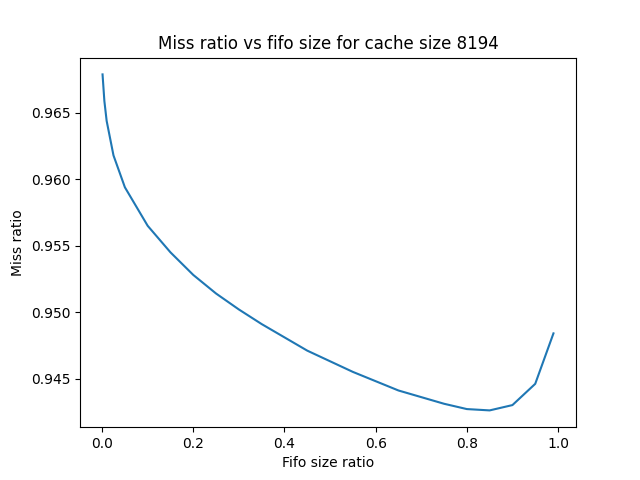 Miss ratio vs fifo size for cache size 8194
0.965
0.960
0.955
0.950
0.945
Miss ratio
0.0 0.2 0.4 0.6 0.8 1.0
Fifo size ratio